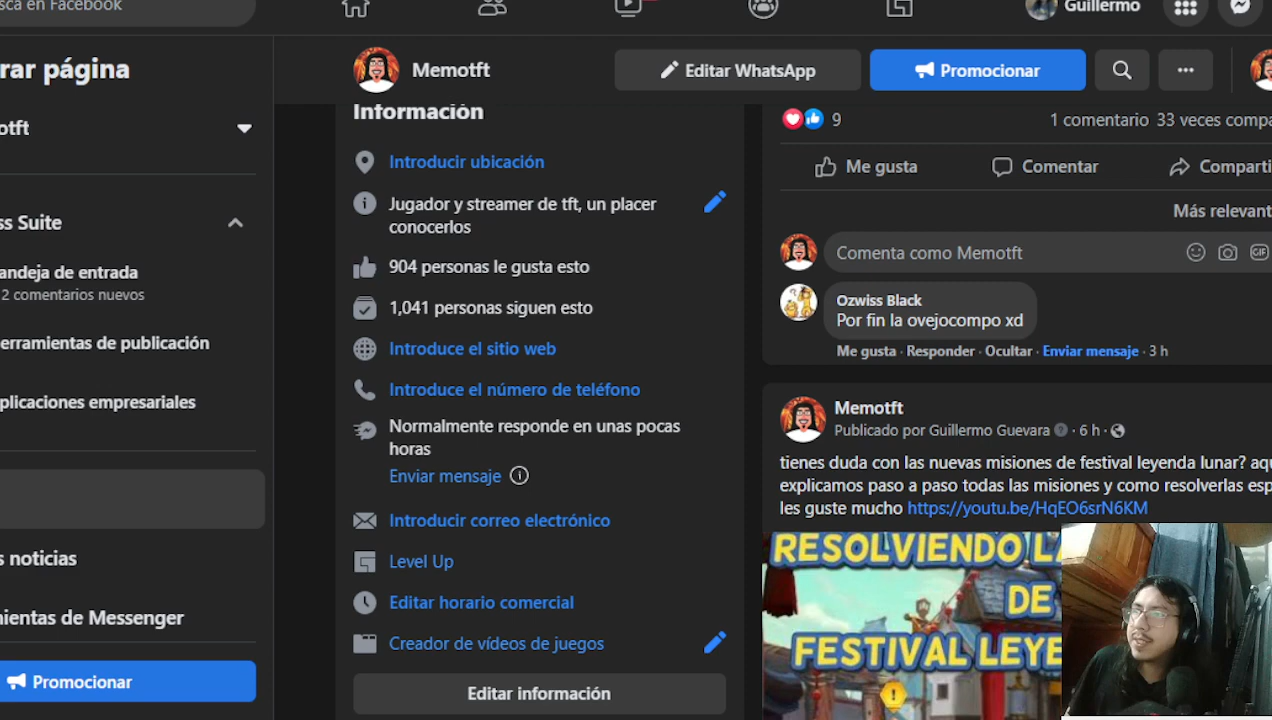 sca en Facebook
Guillermo
rar página
Memotft
Editar WhatsApp
Promocionar
otft
ss Suite
andeja de entrada
2 comentarios nuevos
erramientas de publicación
plicaciones empresariales
s noticias
nientas de Messenger
Promocionar
Información
Introducir ubicación
Jugador y streamer de tft, un placer
conocerlos
904 personas le gusta esto
1,041 personas siguen esto
Introduce el sitio web
Introduce el número de teléfono
Normalmente responde en unas pocas
horas
Enviar mensaje
Introducir correo electrónico
Level Up
Editar horario comercial
Creador de vídeos de juegos
Editar información
9
1 comentario 33 veces compa
Me gusta
Comentar
Comparti
Más relevant
Comenta como Memotft
GIF
Ozwiss Black
Por fin la ovejocompo xd
Me gusta · Responder · Ocultar · Enviar mensaje · 3 h
Memotft
Publicado por Guillermo Guevara · 6 h ·
tienes duda con las nuevas misiones de festival leyenda lunar? aqu
explicamos paso a paso todas las misiones y como resolverlas esp
les guste mucho https://youtu.be/HqEO6srN6KM
RESOLVIENDO LA
DE
FESTIVAL LEYE